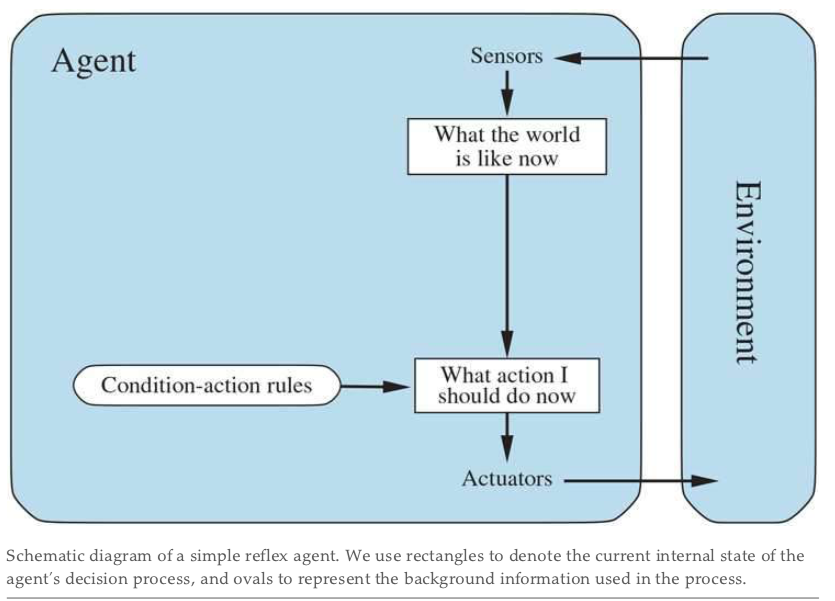 Agent
Sensors
What the world
is like now
Environment
Condition-action rules
What action I
should do now
Actuators
Schematic diagram of a simple reflex agent. We use rectangles to denote the current internal state of the
agent's decision process, and ovals to represent the background information used in the process.